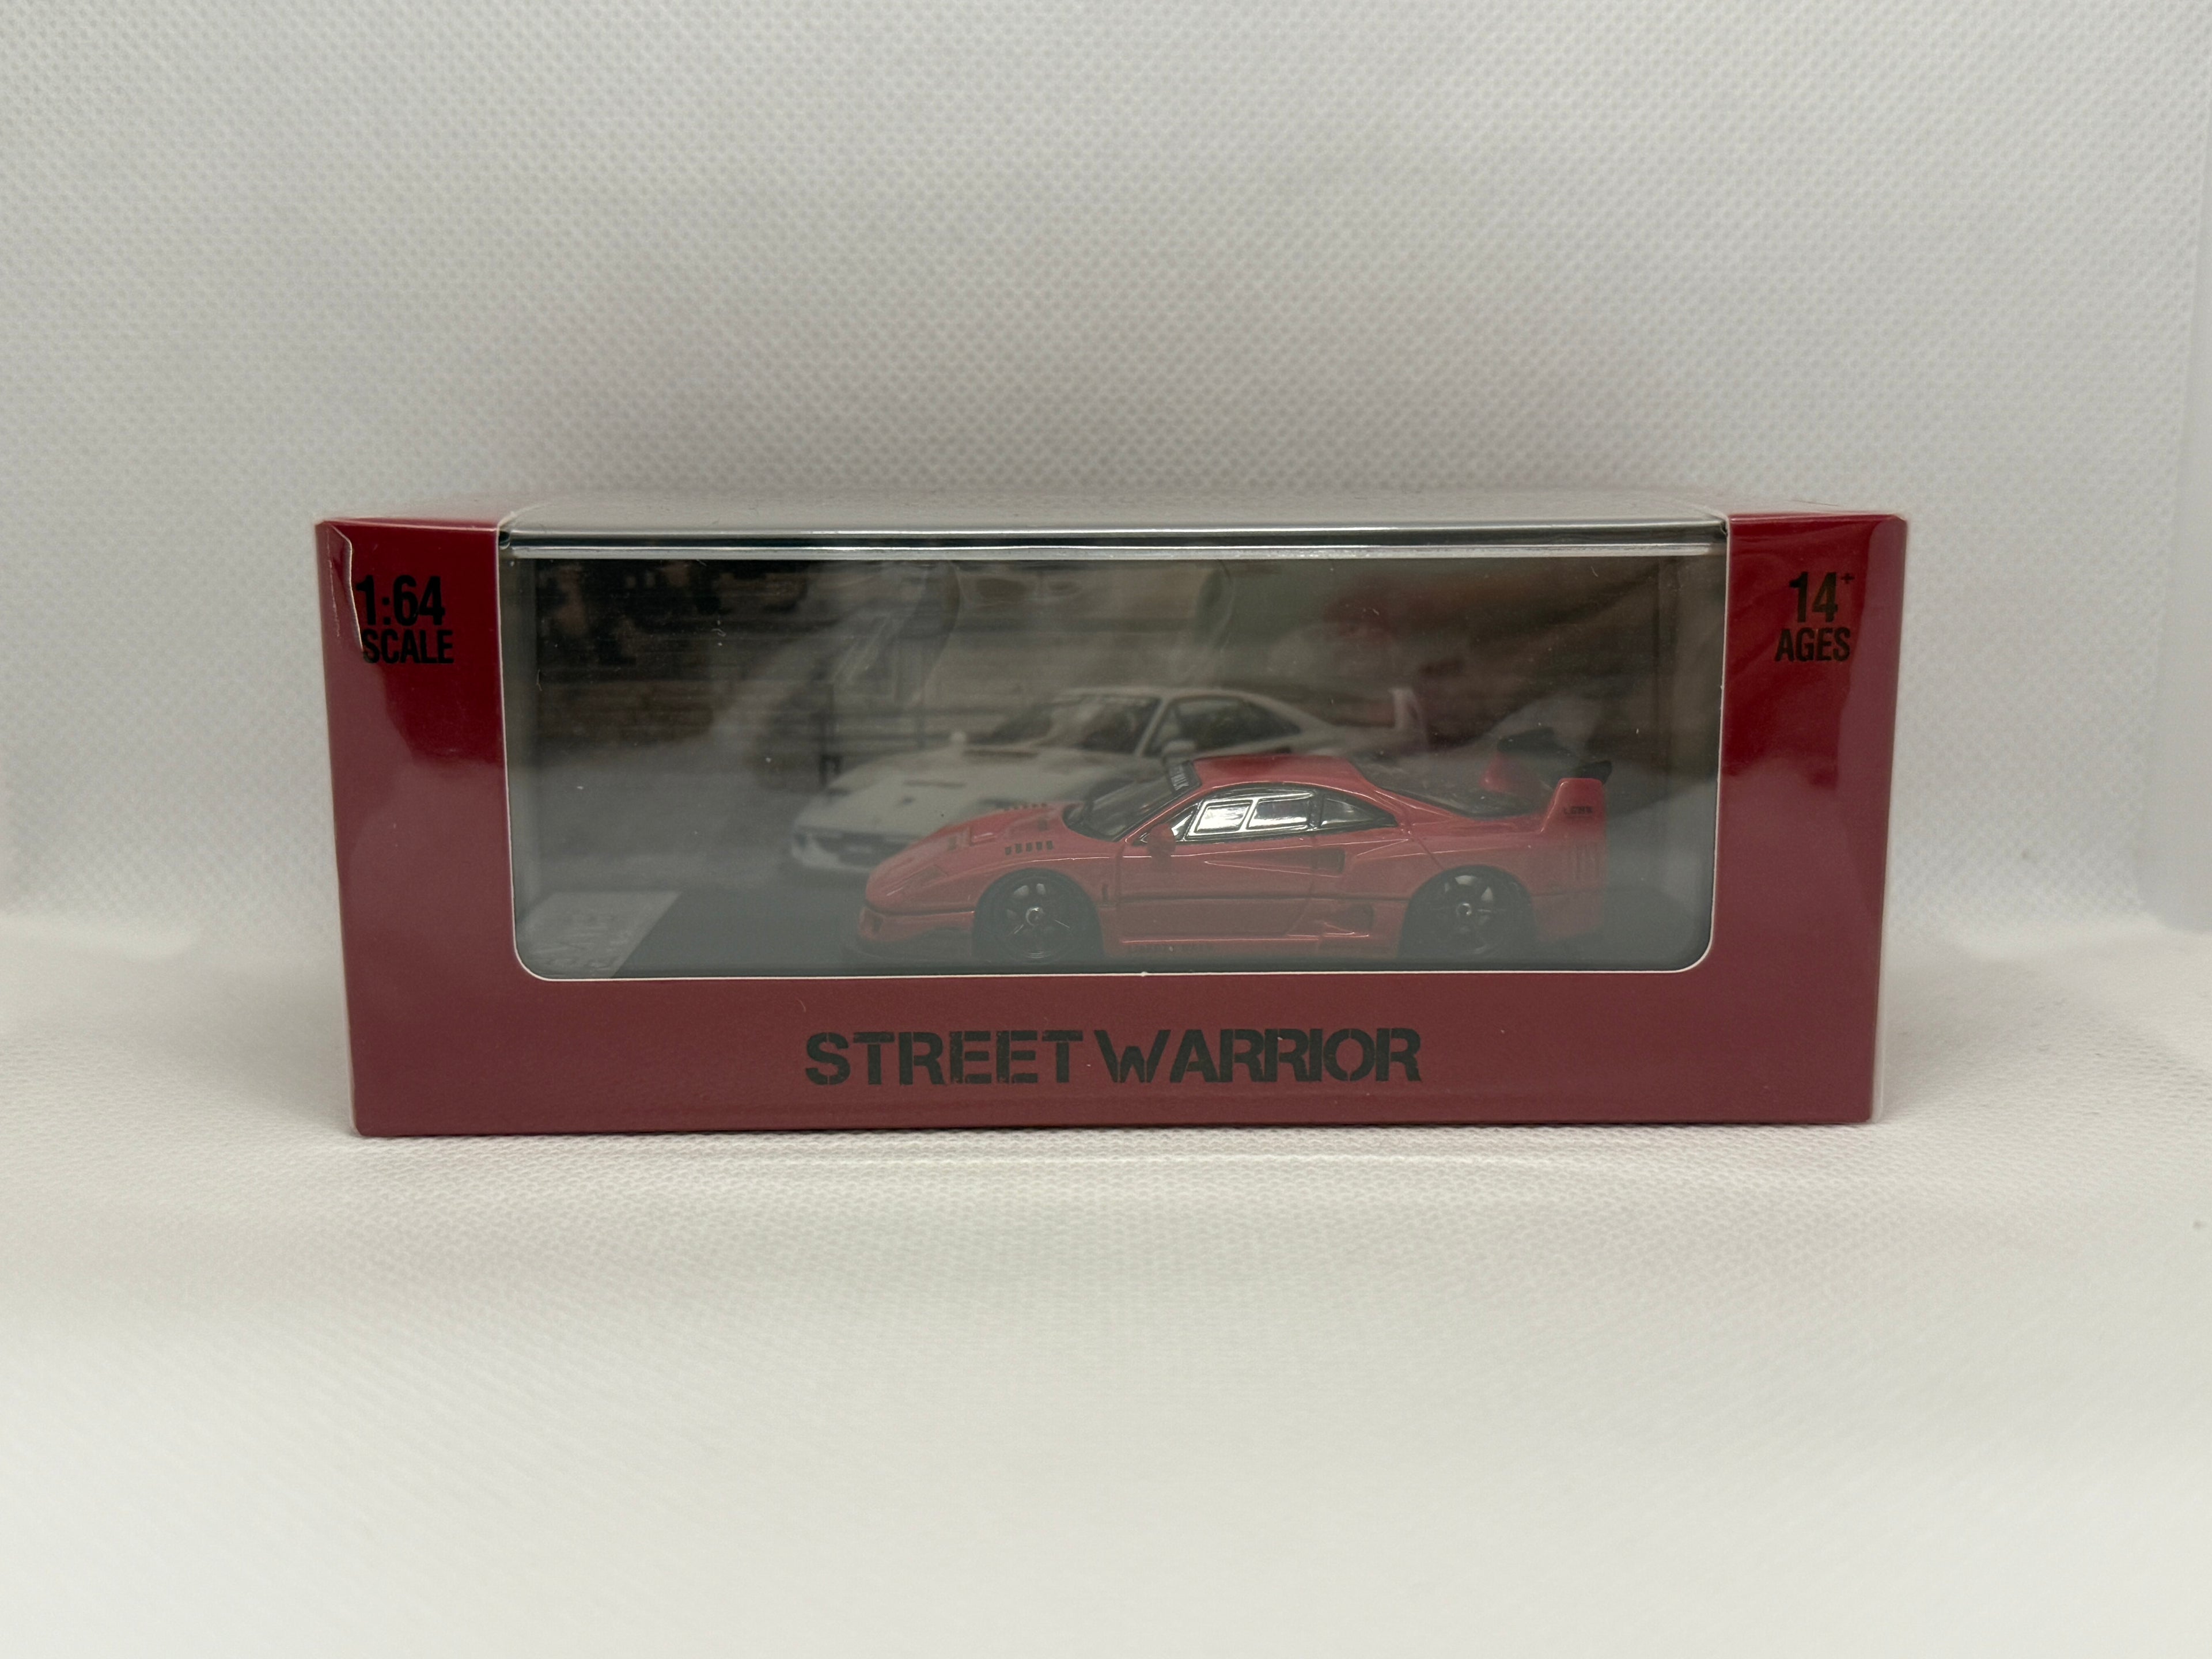 1:64
SCALE
14+
AGES
STREET WARRIOR